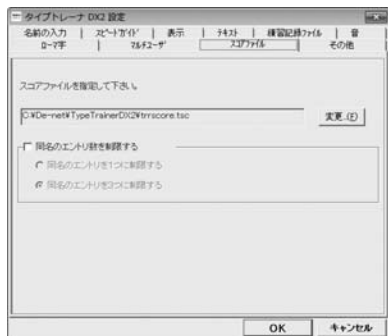 タイプトレーナ DX2 設定
名前の入力 | スピードガイド | 表示 | テキスト | 練習記録ファイル | 音
ローマ字 | マルチユーザ | スコアファイル | その他
スコアファイルを指定して下さい。
C:¥De-net¥TypeTrainerDX2¥trrscore.tsc
変更...(F)
同名のエントリ数を制限する
同名のエントリを1つに制限する
同名のエントリを3つに制限する
OK キャンセル